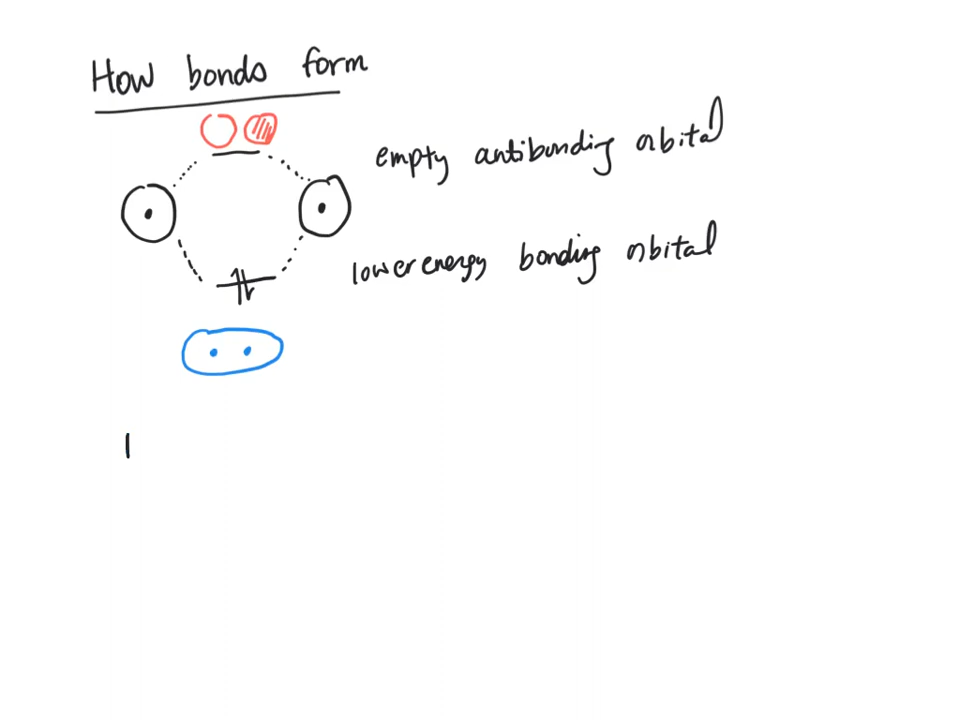 How bonds form
empty antibonding orbital
lower energy bonding orbital